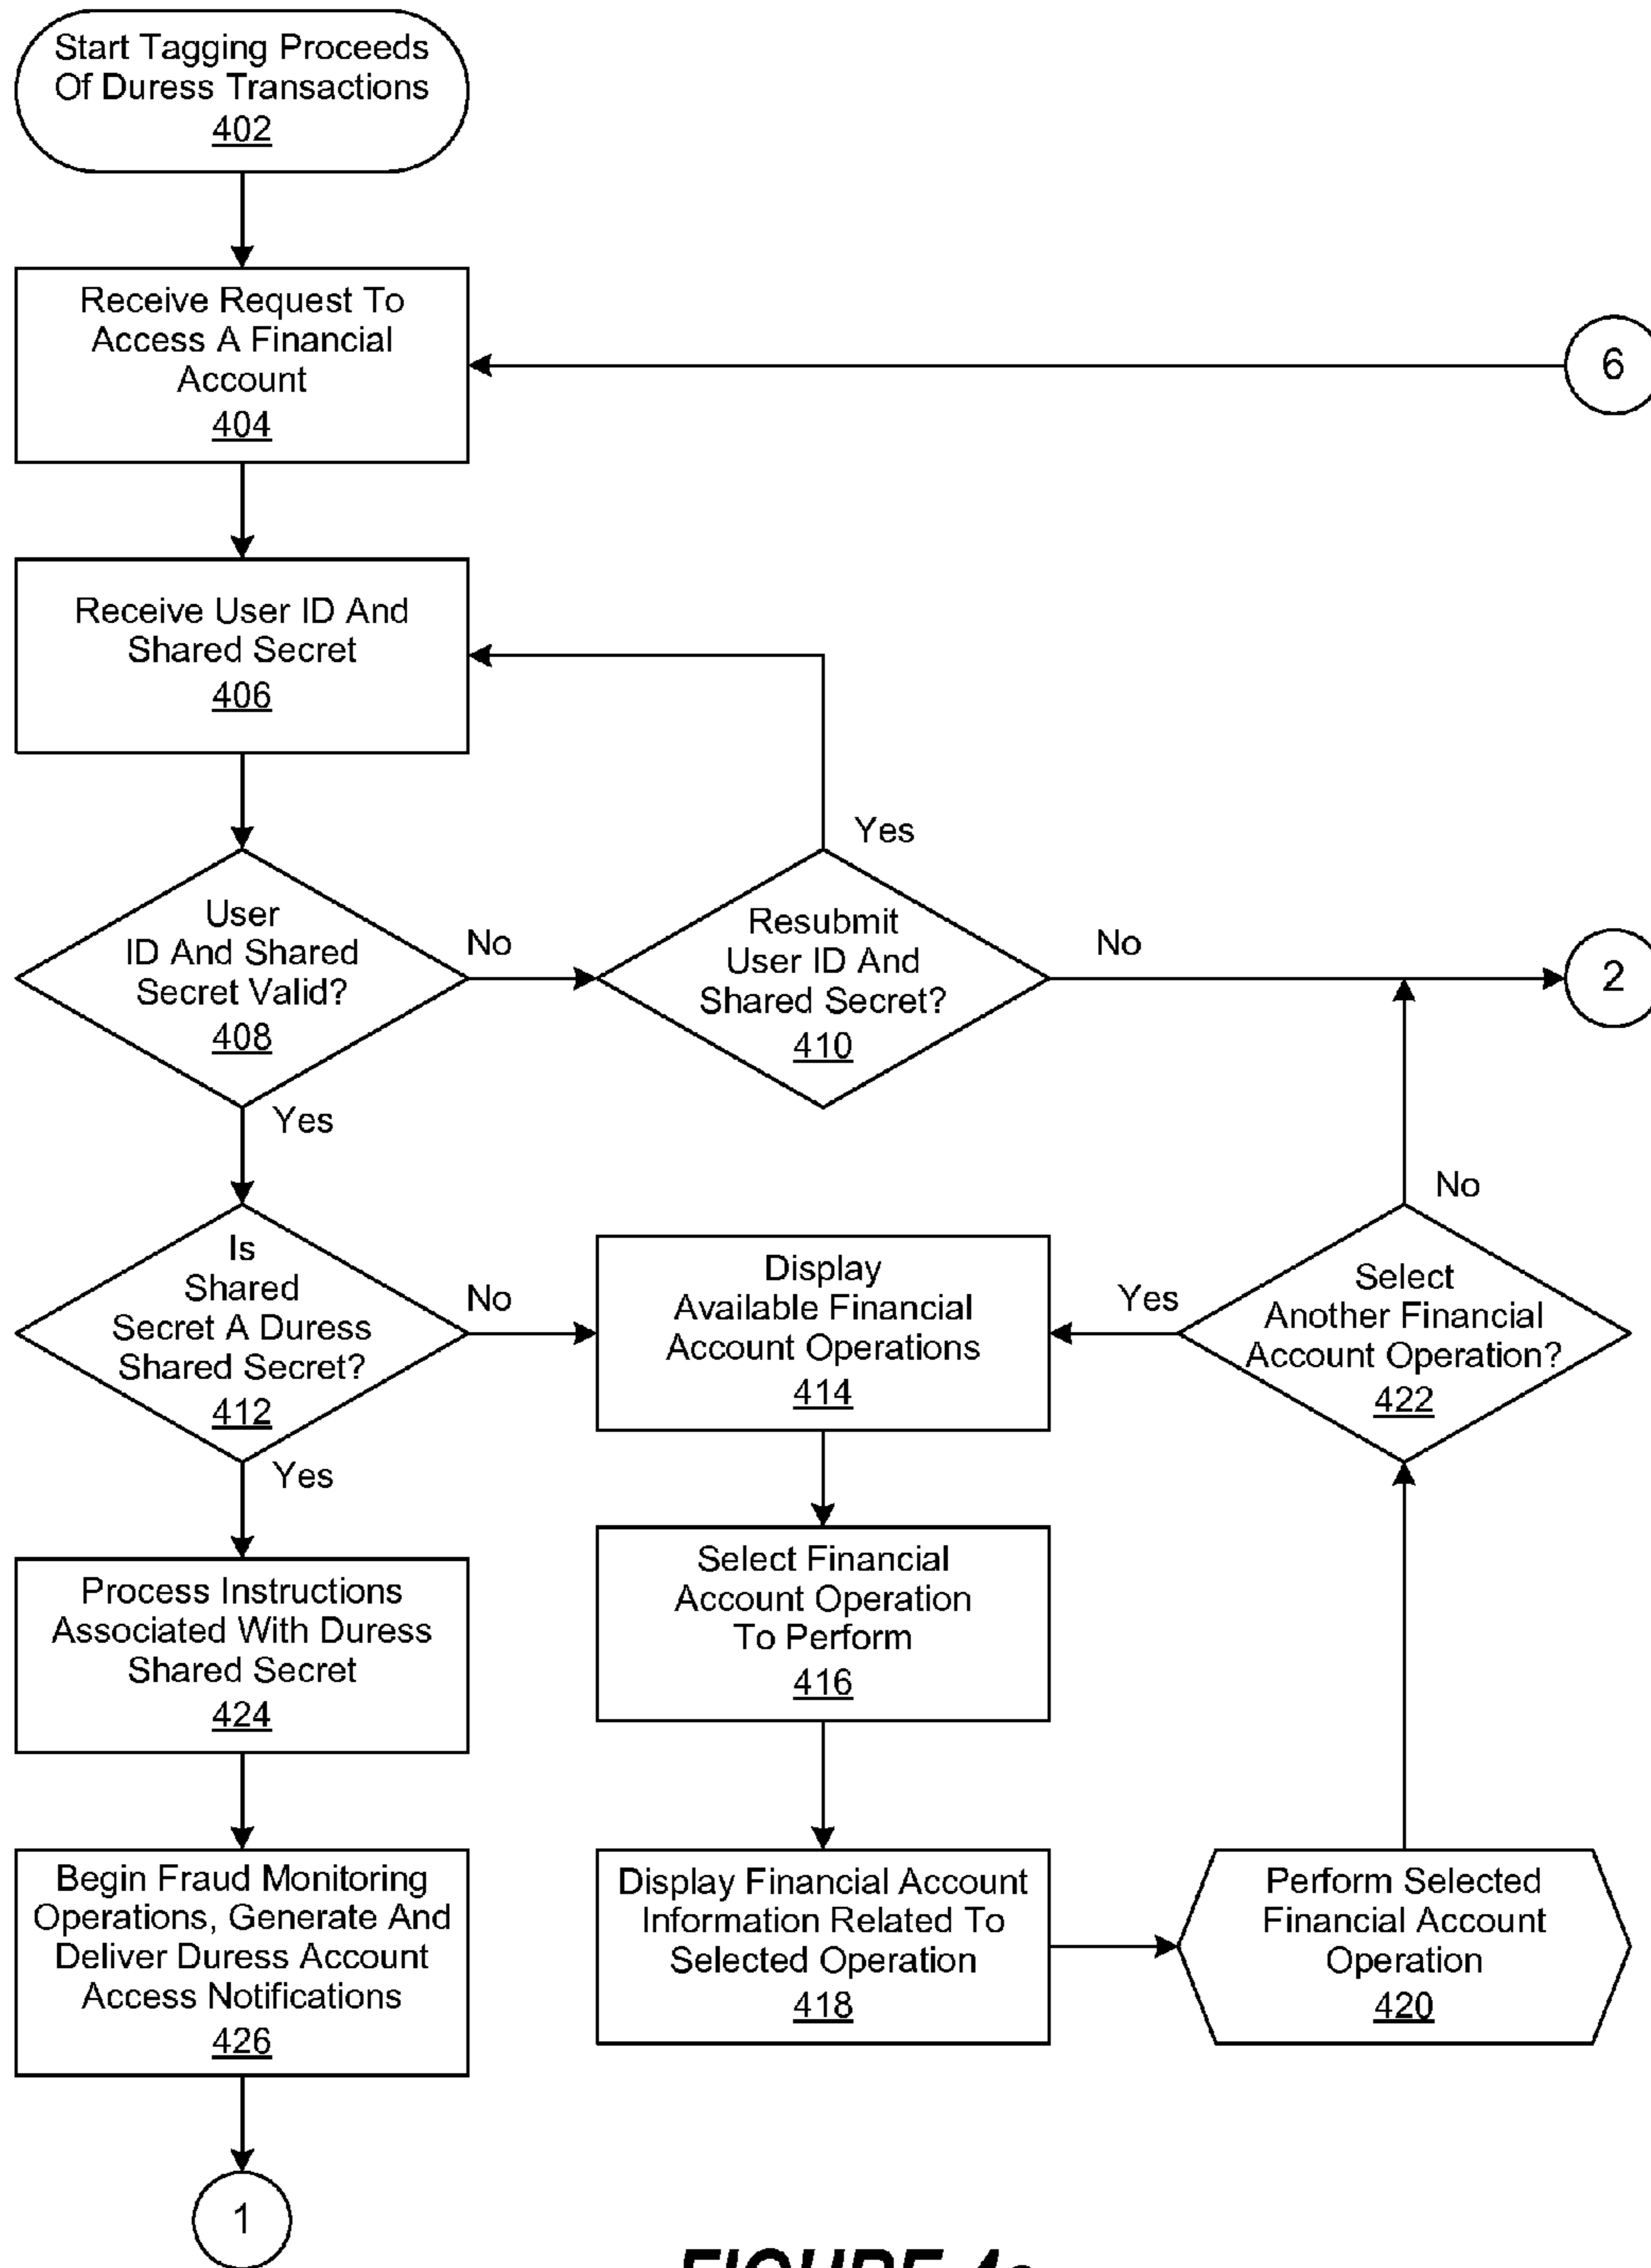 Start Tagging Proceeds
Of Duress Transactions
402
Receive Request To
Access A Financial
Account
404
6
Receive User ID And
Shared Secret
406
Yes
User
ID And Shared
Secret Valid?
408
No
Resubmit
User ID And
Shared Secret?
410
No
2
Yes
Is
Shared
Secret A Duress
Shared Secret?
412
No
Display
Available Financial
Account Operations
414
Yes
Select
Another Financial
Account Operation?
422
No
Yes
Process Instructions
Associated With Duress
Shared Secret
424
Select Financial
Account Operation
To Perform
416
Begin Fraud Monitoring
Operations, Generate And
Deliver Duress Account
Access Notifications
426
Display Financial Account
Information Related To
Selected Operation
418
Perform Selected
Financial Account
Operation
420
1